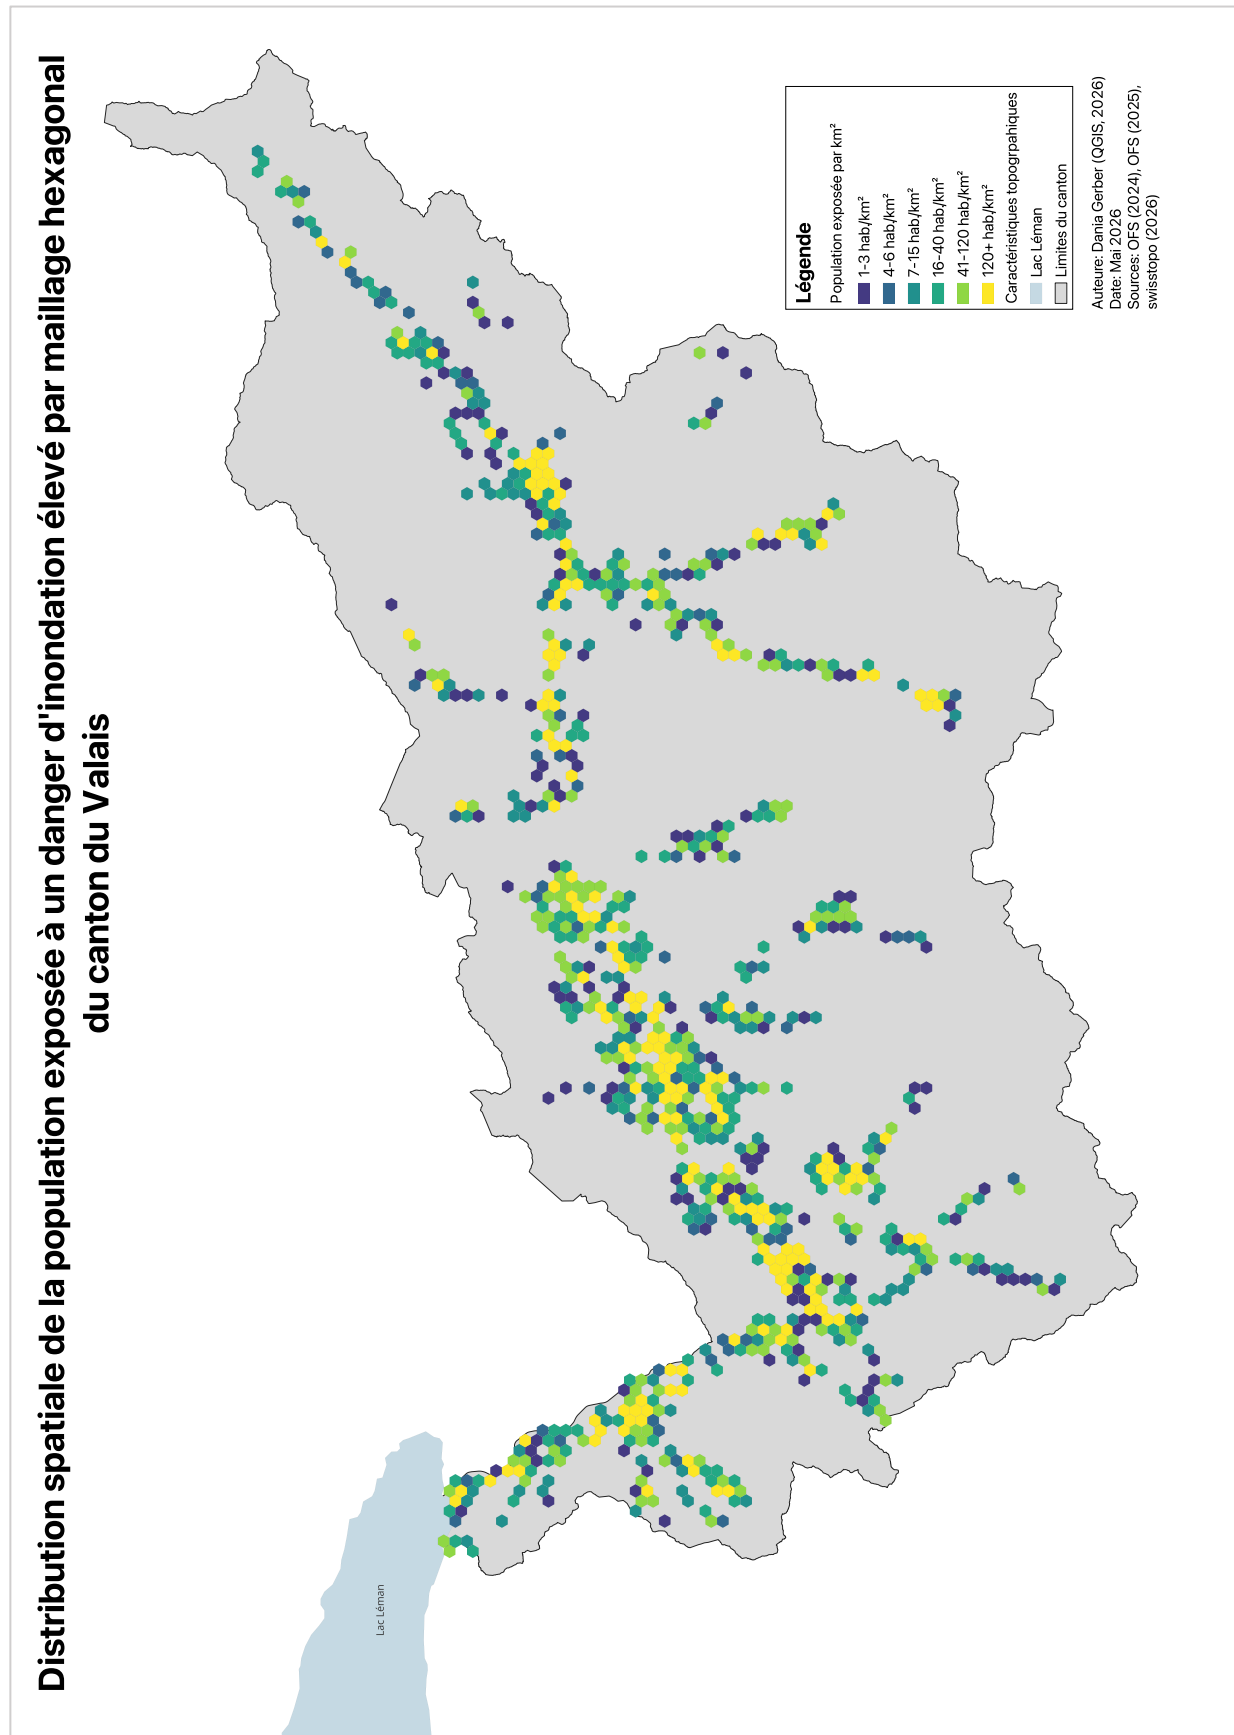 Distribution spatiale de la population exposée à un danger d'inondation élevé par maillage hexagonal
du canton du Valais
Lac Léman
Légende
Population exposée par km²
1-3 hab/km²
4-6 hab/km²
7-15 hab/km²
16-40 hab/km²
41-120 hab/km²
120+ hab/km²
Caractéristiques topogrpahiques
Lac Léman
Limites du canton
Auteure: Dania Gerber (QGIS, 2026)
Date: Mai 2026
Sources: OFS (2024), OFS (2025),
swisstopo (2026)